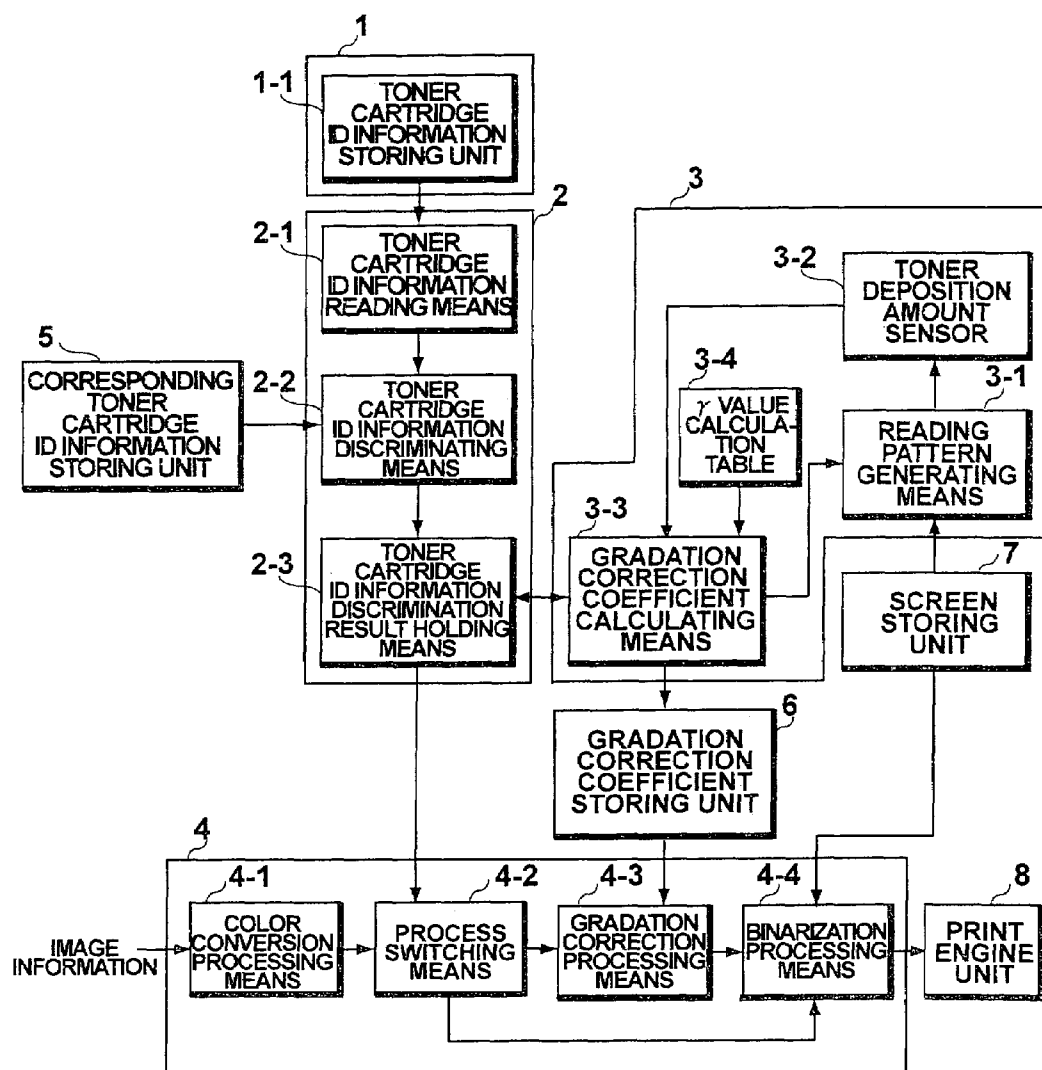 1
1-1
TONER
CARTRIDGE
ID INFORMATION
STORING UNIT
2
2-1
TONER
CARTRIDGE
ID INFORMATION
READING MEANS
5
CORRESPONDING
TONER
CARTRIDGE
ID INFORMATION
STORING UNIT
2-2
TONER
CARTRIDGE
ID INFORMATION
DISCRIMINATING
MEANS
2-3
TONER
CARTRIDGE
ID INFORMATION
DISCRIMINATION
RESULT HOLDING
MEANS
3
3-2
TONER
DEPOSITION
AMOUNT
SENSOR
3-4
γ VALUE
CALCULA-
TION
TABLE
3-1
READING
PATTERN
GENERATING
MEANS
3-3
GRADATION
CORRECTION
COEFFICIENT
CALCULATING
MEANS
7
SCREEN
STORING
UNIT
6
GRADATION
CORRECTION
COEFFICIENT
STORING UNIT
4
IMAGE
INFORMATION
4-1
COLOR
CONVERSION
PROCESSING
MEANS
4-2
PROCESS
SWITCHING
MEANS
4-3
GRADATION
CORRECTION
PROCESSING
MEANS
4-4
BINARIZATION
PROCESSING
MEANS
8
PRINT
ENGINE
UNIT